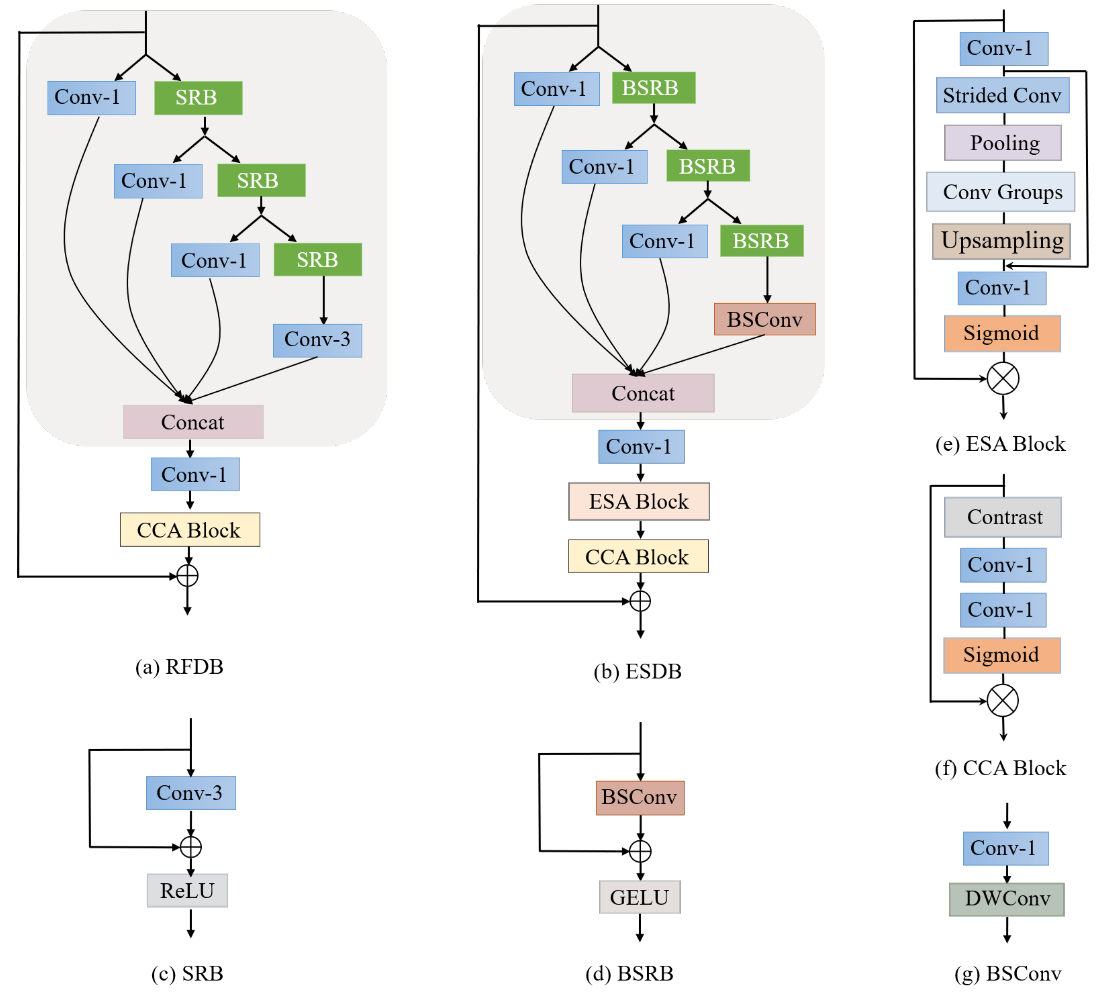 Conv-1
SRB
Conv-1
SRB
Conv-1
SRB
Conv-3
Concat
Conv-1
CCA Block
(a) RFDB
Conv-1
BSRB
Conv-1
BSRB
Conv-1
BSRB
BSConv
Concat
Conv-1
ESA Block
CCA Block
(b) ESDB
Conv-1
Strided Conv
Pooling
Conv Groups
Upsampling
Conv-1
Sigmoid
(e) ESA Block
Contrast
Conv-1
Conv-1
Sigmoid
(f) CCA Block
Conv-3
ReLU
(c) SRB
BSConv
GELU
(d) BSRB
Conv-1
DWConv
(g) BSConv